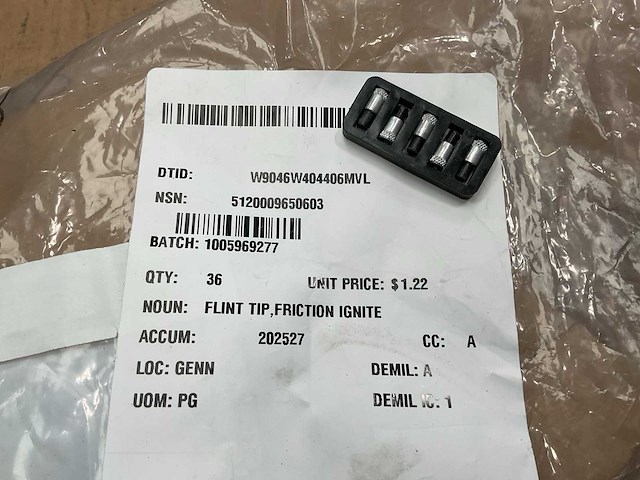 DTID: W9046W404406MVL
NSN: 5120009650603
BATCH: 1005969277
QTY: 36 UNIT PRICE: $1.22
NOUN: FLINT TIP,FRICTION IGNITE
ACCUM: 202527 CC: A
LOC: GENN DEMIL: A
UOM: PG DEMIL IC: 1